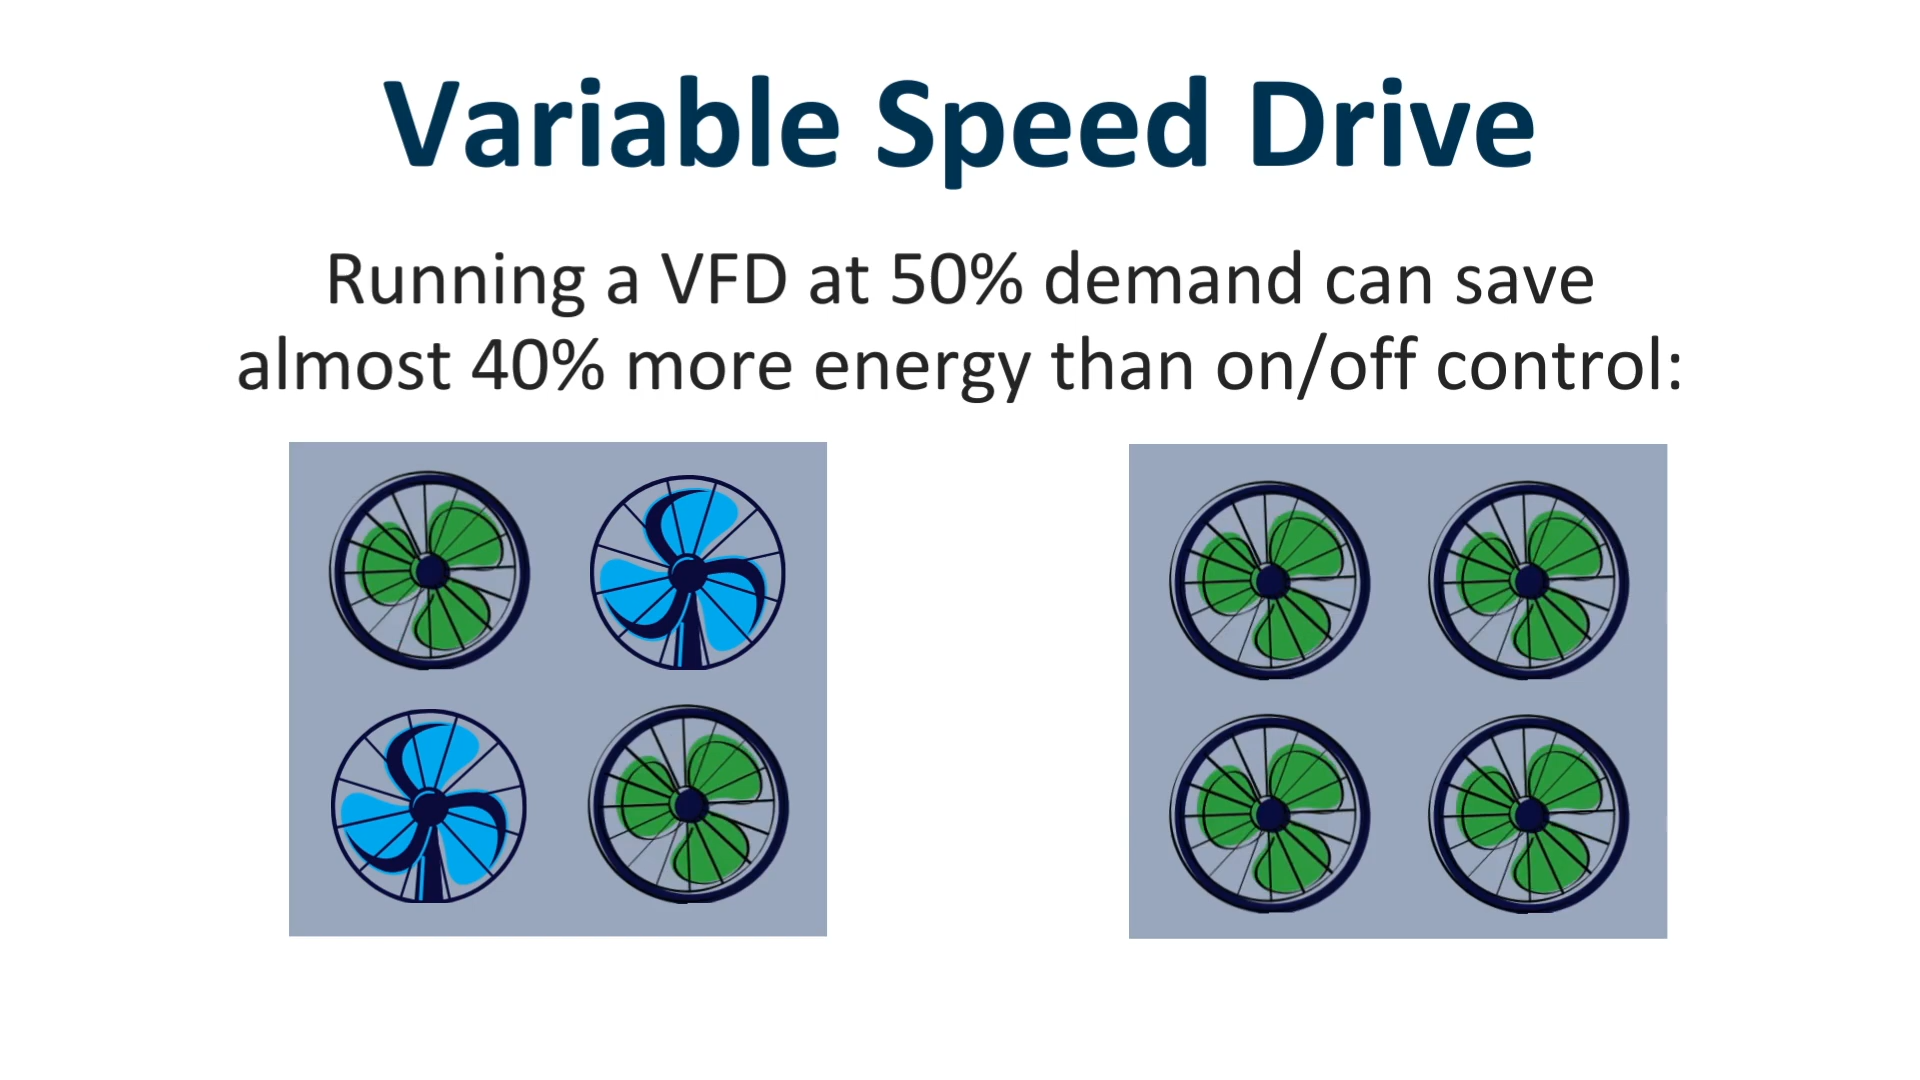 Variable Speed Drive
Running a VFD at 50% demand can save
almost 40% more energy than on/off control: